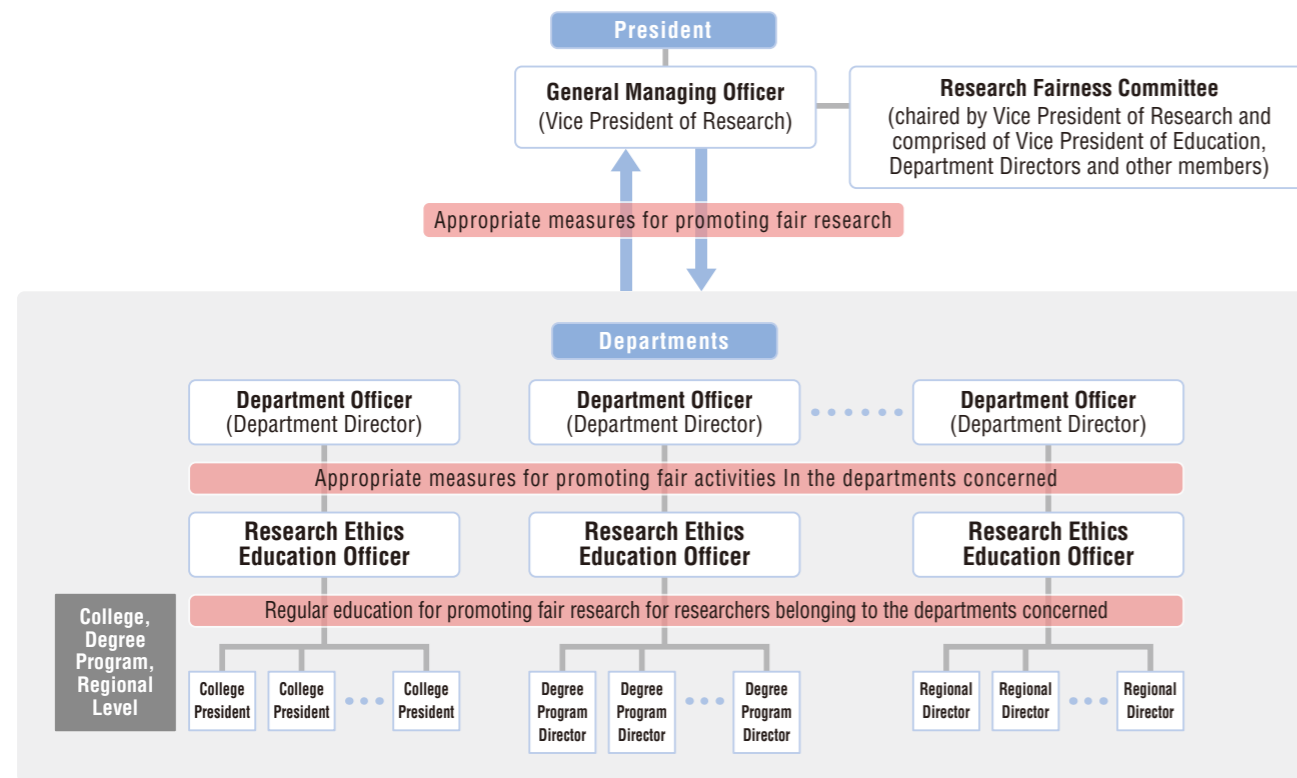 President
General Managing Officer
(Vice President of Research)
Research Fairness Committee
(chaired by Vice President of Research and
comprised of Vice President of Education,
Department Directors and other members)
Appropriate measures for promoting fair research
Departments
Department Officer
(Department Director)
Department Officer
(Department Director)
Department Officer
(Department Director)
Appropriate measures for promoting fair activities In the departments concerned
Research Ethics
Education Officer
Research Ethics
Education Officer
Research Ethics
Education Officer
College,
Degree
Program,
Regional
Level
Regular education for promoting fair research for researchers belonging to the departments concerned
College
President
College
President
College
President
Degree
Program
Director
Degree
Program
Director
Degree
Program
Director
Regional
Director
Regional
Director
Regional
Director